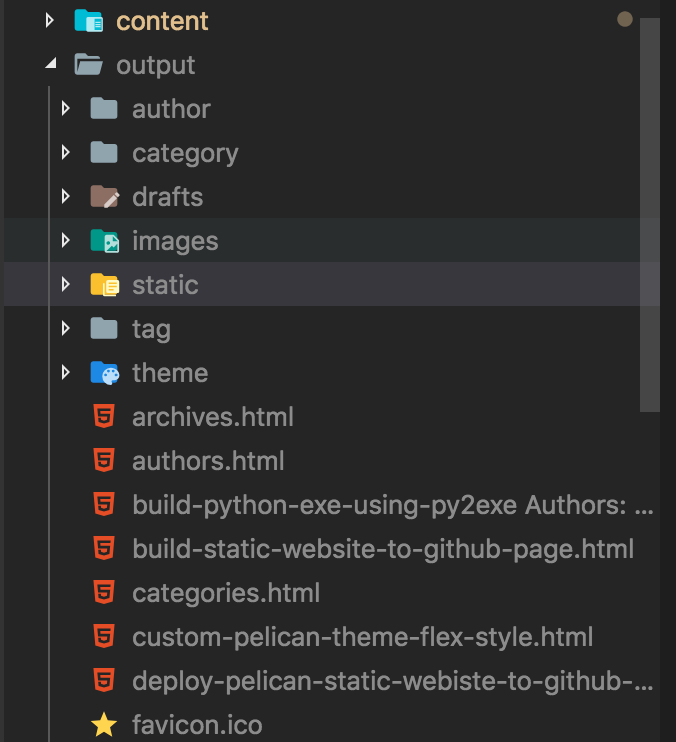 content
output
author
category
drafts
images
static
tag
theme
archives.html
authors.html
build-python-exe-using-py2exe Authors: ...
build-static-website-to-github-page.html
categories.html
custom-pelican-theme-flex-style.html
deploy-pelican-static-webiste-to-github-...
favicon.ico